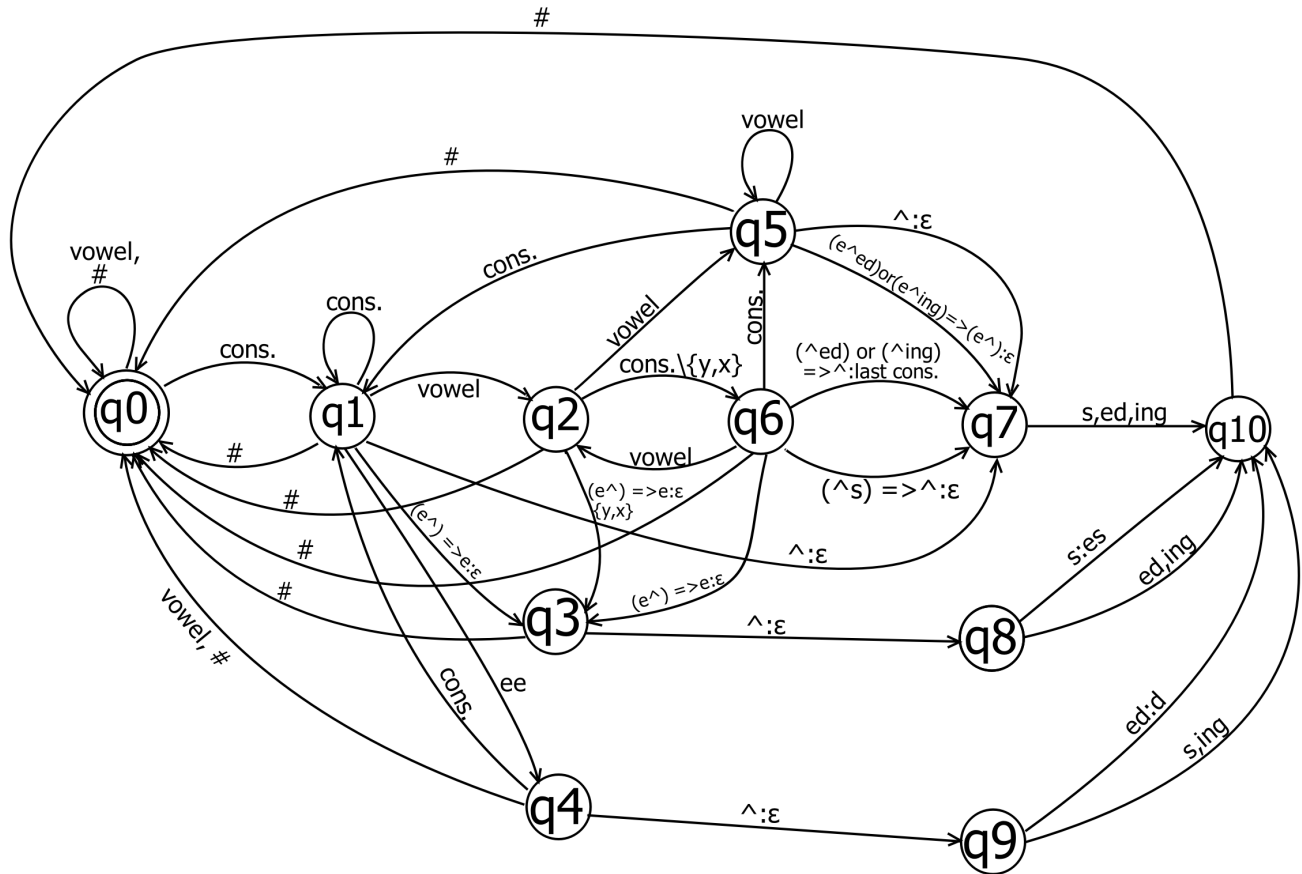 #
vowel
#
^:ε
vowel,
#
q5
(e^ed)or(e^ing)=>(e^):ε
cons.
cons.
cons.
vowel
cons.
cons.\{y,x}
(^ed) or (^ing)
=>^:last cons.
vowel
q0
q1
q2
q6
q7
s,ed,ing
q10
#
vowel
(^s) =>^:ε
#
(e^) =>e:ε
{y,x}
(e^) =>e:ε
#
^:ε
s:es
ed,ing
#
(e^) =>e:ε
q3
^:ε
q8
vowel, #
cons.
ee
ed:d
s,ing
q4
^:ε
q9